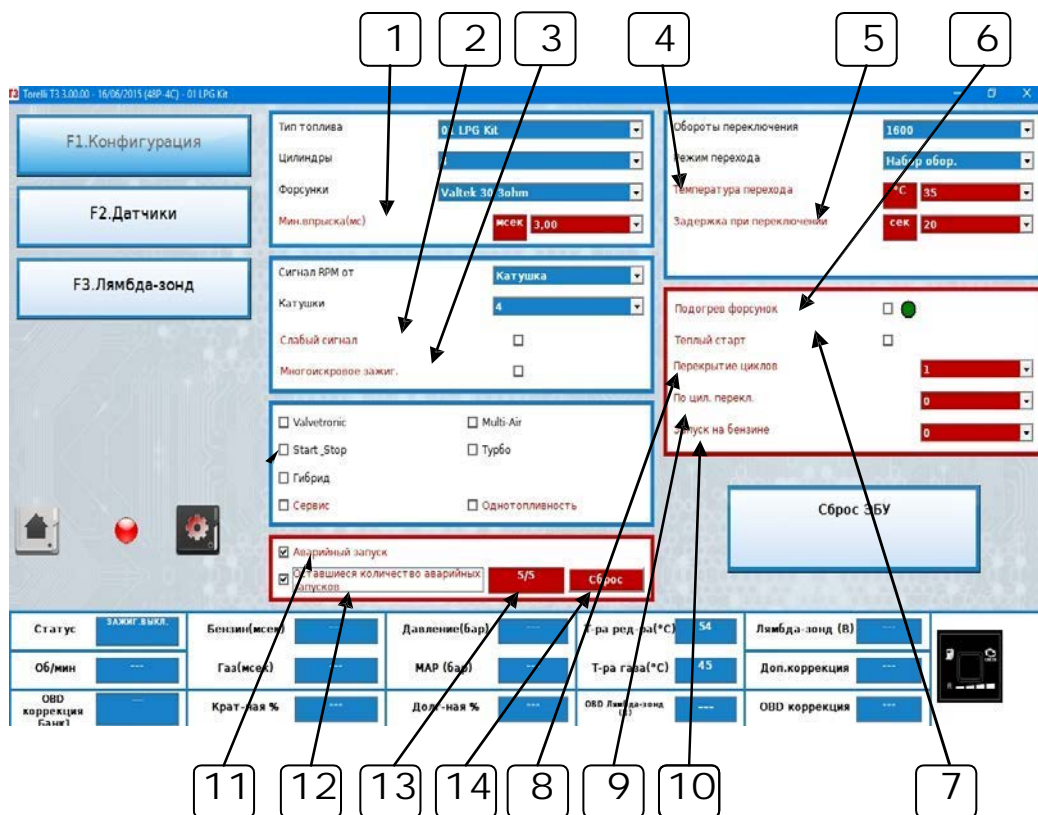 1 2 3 4 5 6
T3 Torelli T3 3.00.00 - 16/06/2015 (48P-4C) - 01 LPG Kit
F1.Конфигурация
F2.Датчики
F3.Лямбда-зонд
Тип топлива 01 LPG Kit
Цилиндры
Форсунки Valtek 30 3ohm
Мин.впрыска(мс) мсек 3,00
Сигнал RPM от Катушка
Катушки 4
Слабый сигнал
Многоискровое зажиг.
Valvetronic Multi-Air
Start_Stop Турбо
Гибрид
Сервис Однотопливность
Аварийный запуск
Оставшиеся количество аварийных запусков 5/5 Сброс
Обороты переключения 1600
Режим перехода Набор обор.
Температура перехода °C 35
Задержка при переключении сек 20
Подогрев форсунок
Теплый старт
Перекрытие циклов 1
По цил. перекл. 0
Запуск на бензине 0
Сброс ЭБУ
Статус ЗАЖИГ.ВЫКЛ. Бензин(мсек) --- Давление(бар) --- Т-ра ред-ра(°C) 54 Лямбда-зонд (В) ---
Об/мин --- Газ(мсек) --- MAP (бар) --- Т-ра газа(°C) 45 Доп.коррекция ---
OBD коррекция Банк1 --- Крат-ная % --- Долг-ная % --- OBD Лямбда-зонд --- OBD коррекция ---
11 12 13 14 8 9 10 7